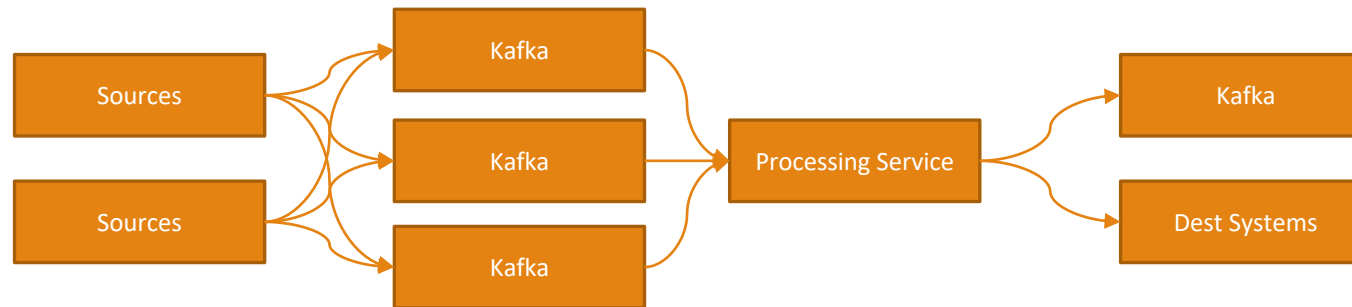 Sources
Sources
Kafka
Kafka
Kafka
Processing Service
Kafka
Dest Systems